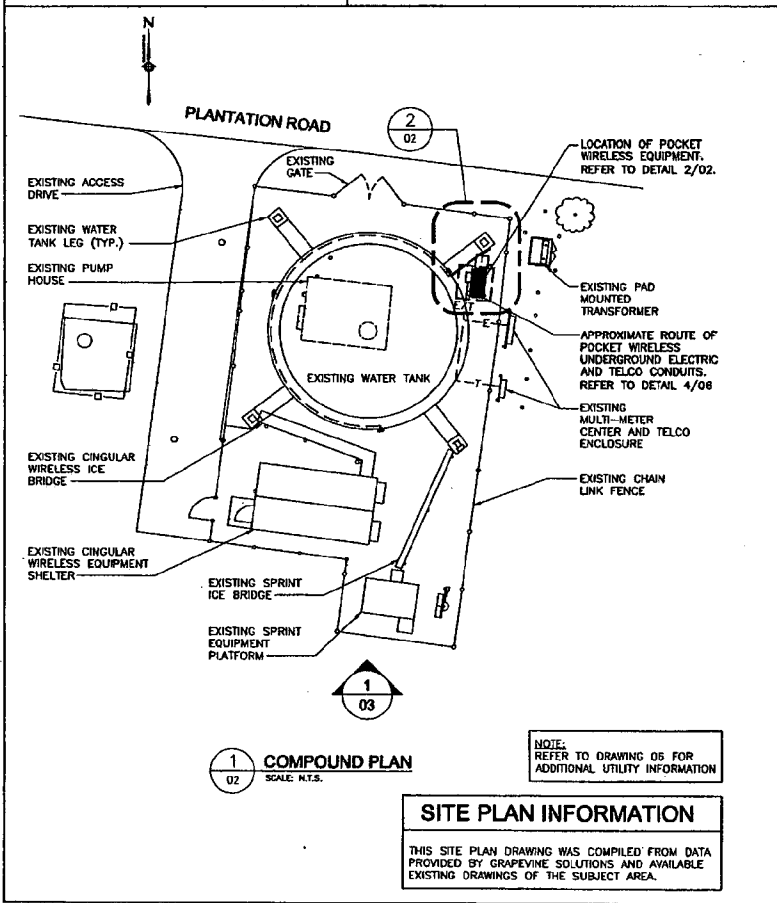 N
PLANTATION ROAD
2
02
LOCATION OF POCKET
WIRELESS EQUIPMENT.
REFER TO DETAIL 2/02.
EXISTING
GATE
EXISTING ACCESS
DRIVE
EXISTING WATER
TANK LEG (TYP.)
EXISTING PUMP
HOUSE
EXISTING PAD
MOUNTED
TRANSFORMER
E
T
E
APPROXIMATE ROUTE OF
POCKET WIRELESS
UNDERGROUND ELECTRIC
AND TELCO CONDUITS.
REFER TO DETAIL 4/06
EXISTING WATER TANK
T
EXISTING
MULTI-METER
CENTER AND TELCO
ENCLOSURE
EXISTING CINGULAR
WIRELESS ICE
BRIDGE
EXISTING CHAIN
LINK FENCE
EXISTING CINGULAR
WIRELESS EQUIPMENT
SHELTER
EXISTING SPRINT
ICE BRIDGE
EXISTING SPRINT
EQUIPMENT
PLATFORM
1
03
1
02
COMPOUND PLAN
SCALE: N.T.S.
NOTE:
REFER TO DRAWING 05 FOR
ADDITIONAL UTILITY INFORMATION
SITE PLAN INFORMATION
THIS SITE PLAN DRAWING WAS COMPILED FROM DATA
PROVIDED BY GRAPEVINE SOLUTIONS AND AVAILABLE
EXISTING DRAWINGS OF THE SUBJECT AREA.